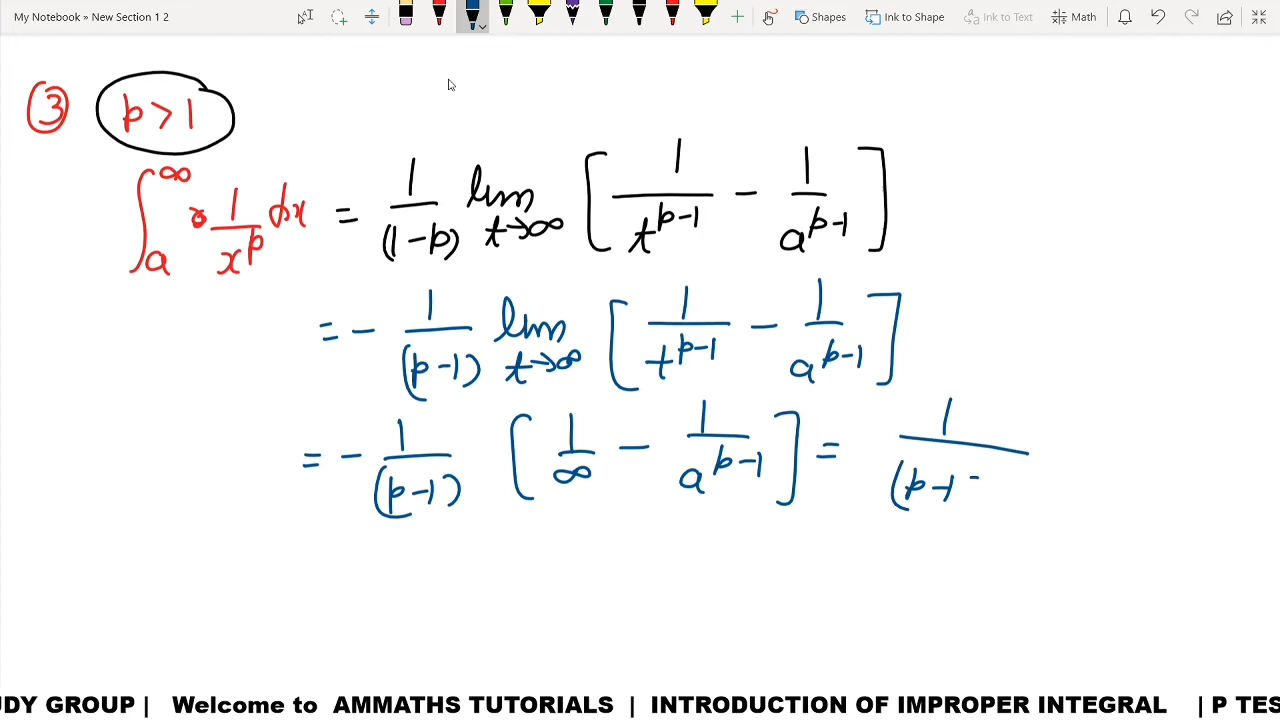 My Notebook » New Section 1 2 Shapes Ink to Shape Ink to Text Math
③ p > 1
∫_a^∞ 1/x^p dx = 1/(1-p) lim t→∞ [ 1/t^(p-1) - 1/a^(p-1) ]
= - 1/(p-1) lim t→∞ [ 1/t^(p-1) - 1/a^(p-1) ]
= - 1/(p-1) [ 1/∞ - 1/a^(p-1) ] = 1/(p-1
DY GROUP | Welcome to AMMATHS TUTORIALS | INTRODUCTION OF IMPROPER INTEGRAL | P TES